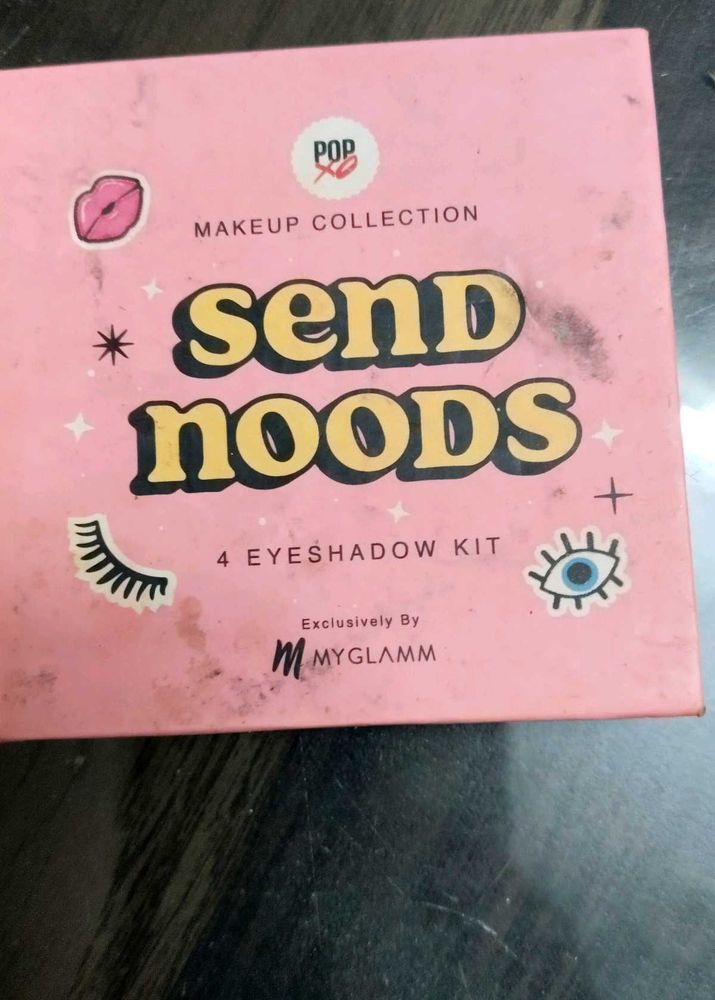 POP
XO
MAKEUP COLLECTION
send
noods
4 EYESHADOW KIT
Exclusively By
M MYGLAMM